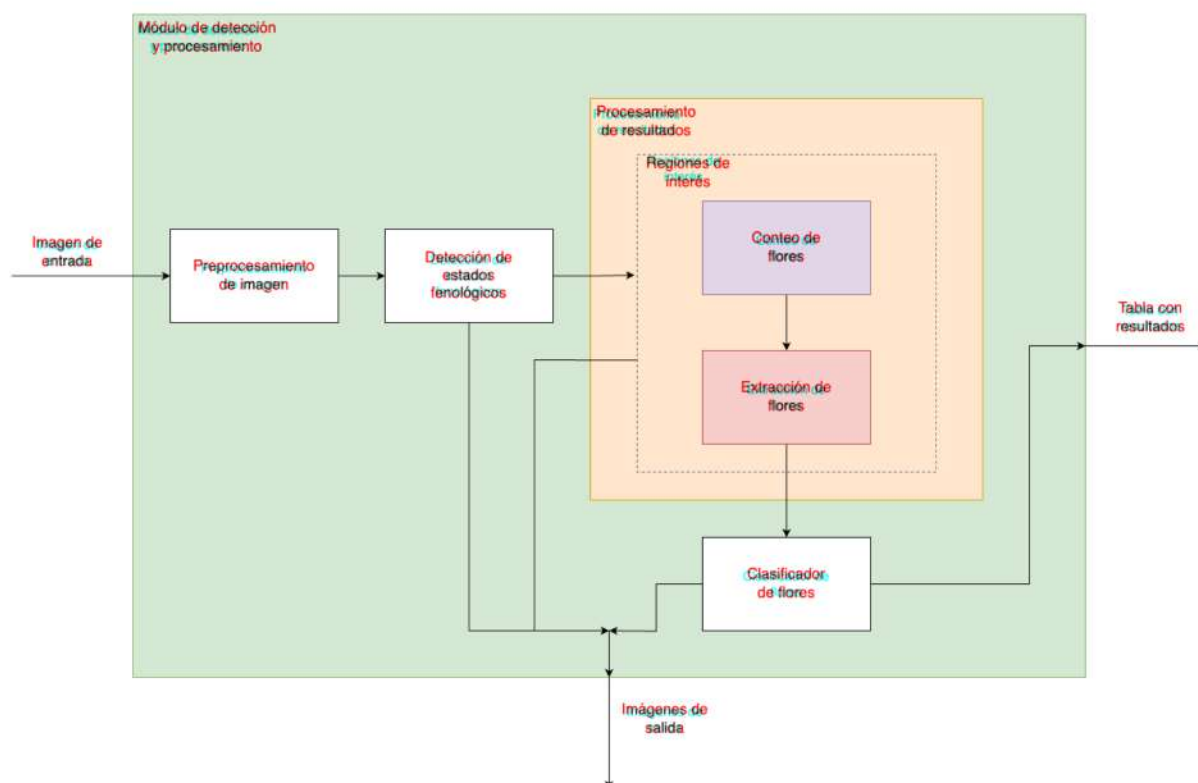 Módulo de detección
y procesamiento
Procesamiento
de resultados
Regiones de
interés
Conteo de
flores
Imagen de
entrada
Preprocesamiento
de imagen
Detección de
estados
fenológicos
Tabla con
resultados
Extracción de
flores
Clasificador
de flores
Imágenes de
salida